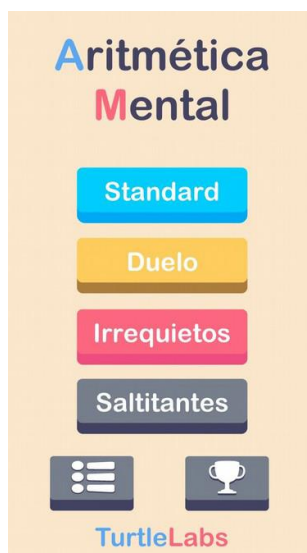 Aritmética
Mental
Standard
Duelo
Irrequietos
Saltitantes
TurtleLabs